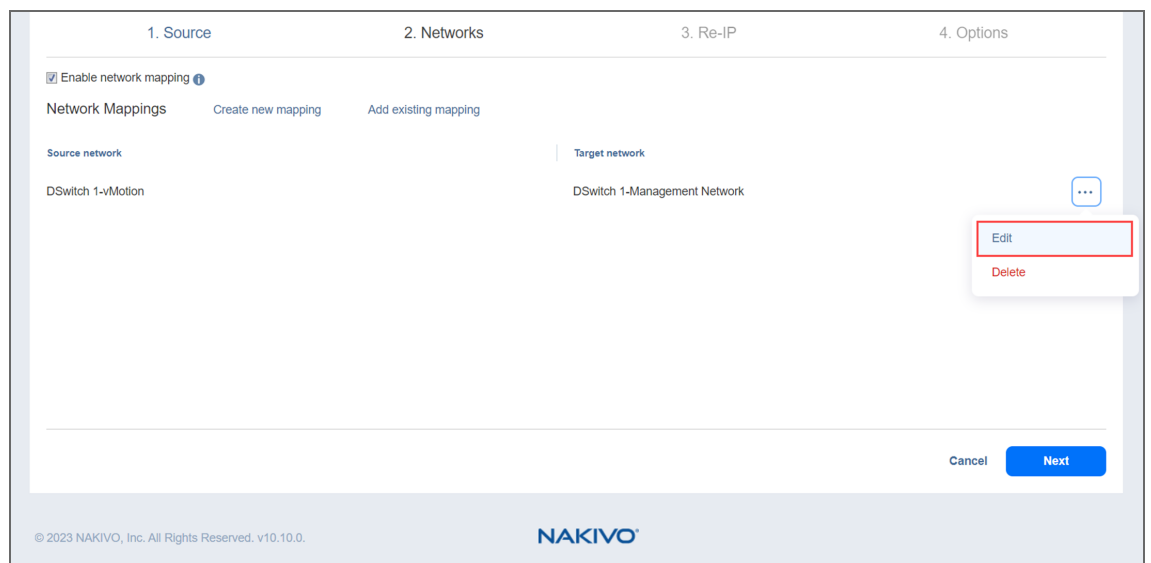 1. Source 2. Networks 3. Re-IP 4. Options
Enable network mapping
Network Mappings Create new mapping Add existing mapping
Source network Target network
DSwitch 1-vMotion DSwitch 1-Management Network ...
Edit
Delete
Cancel Next
© 2023 NAKIVO, Inc. All Rights Reserved. v10.10.0. NAKIVO®